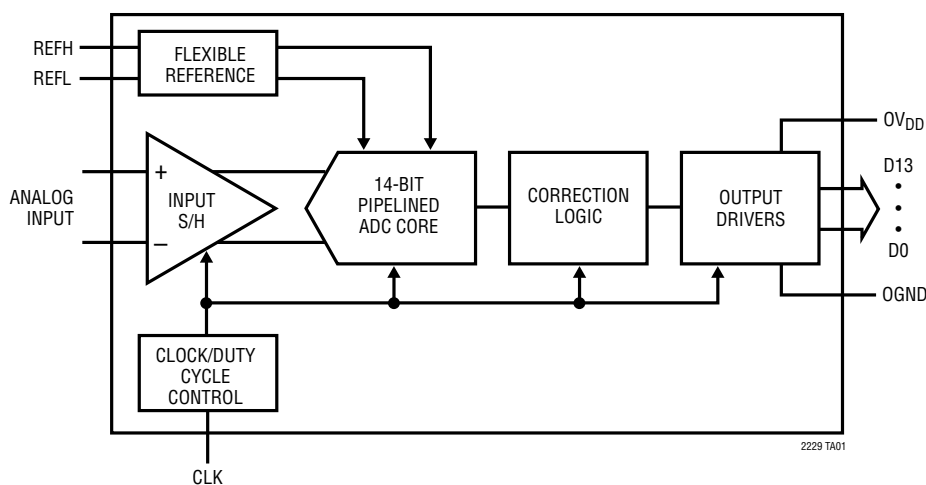 REFH
REFL
FLEXIBLE
REFERENCE
OVDD
ANALOG
INPUT
+
−
INPUT
S/H
14-BIT
PIPELINED
ADC CORE
CORRECTION
LOGIC
OUTPUT
DRIVERS
D13
•
•
•
D0
OGND
CLOCK/DUTY
CYCLE
CONTROL
CLK
2229 TA01